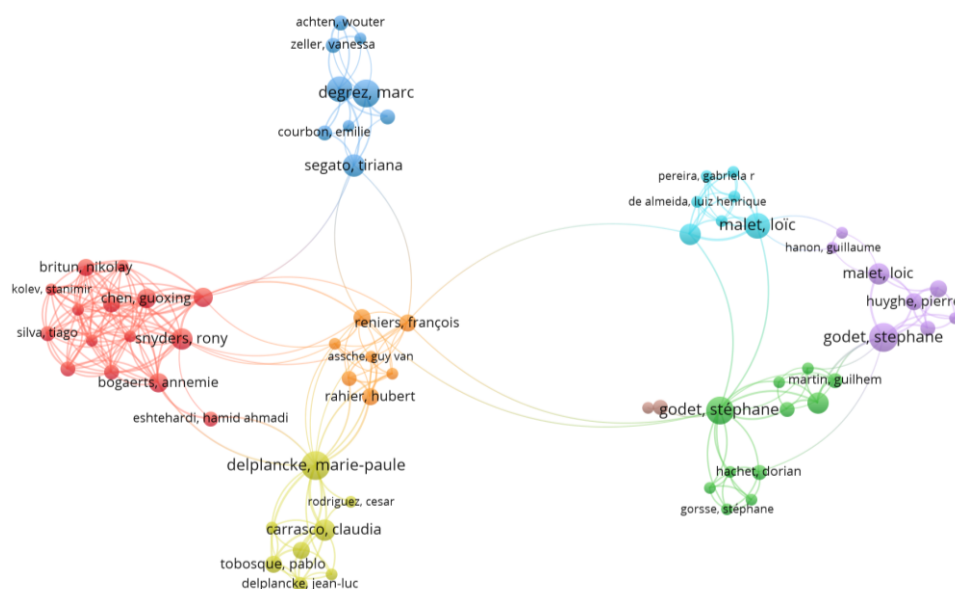 achten, wouter
zeller, vanessa
degrez, marc
courbon, emilie
segato, tiriana
pereira, gabriela r
de almeida, luiz henrique
malet, loïc
hanon, guillaume
malet, loic
huyghe, pierre
godet, stephane
britun, nikolay
kolev, stanimir
chen, guoxing
silva, tiago
snyders, rony
bogaerts, annemie
eshtehardi, hamid ahmadi
reniers, françois
assche, guy van
rahier, hubert
martin, guilhem
godet, stéphane
hachet, dorian
gorsse, stéphane
delplancke, marie-paule
rodriguez, cesar
carrasco, claudia
tobosque, pablo
delplancke, jean-luc